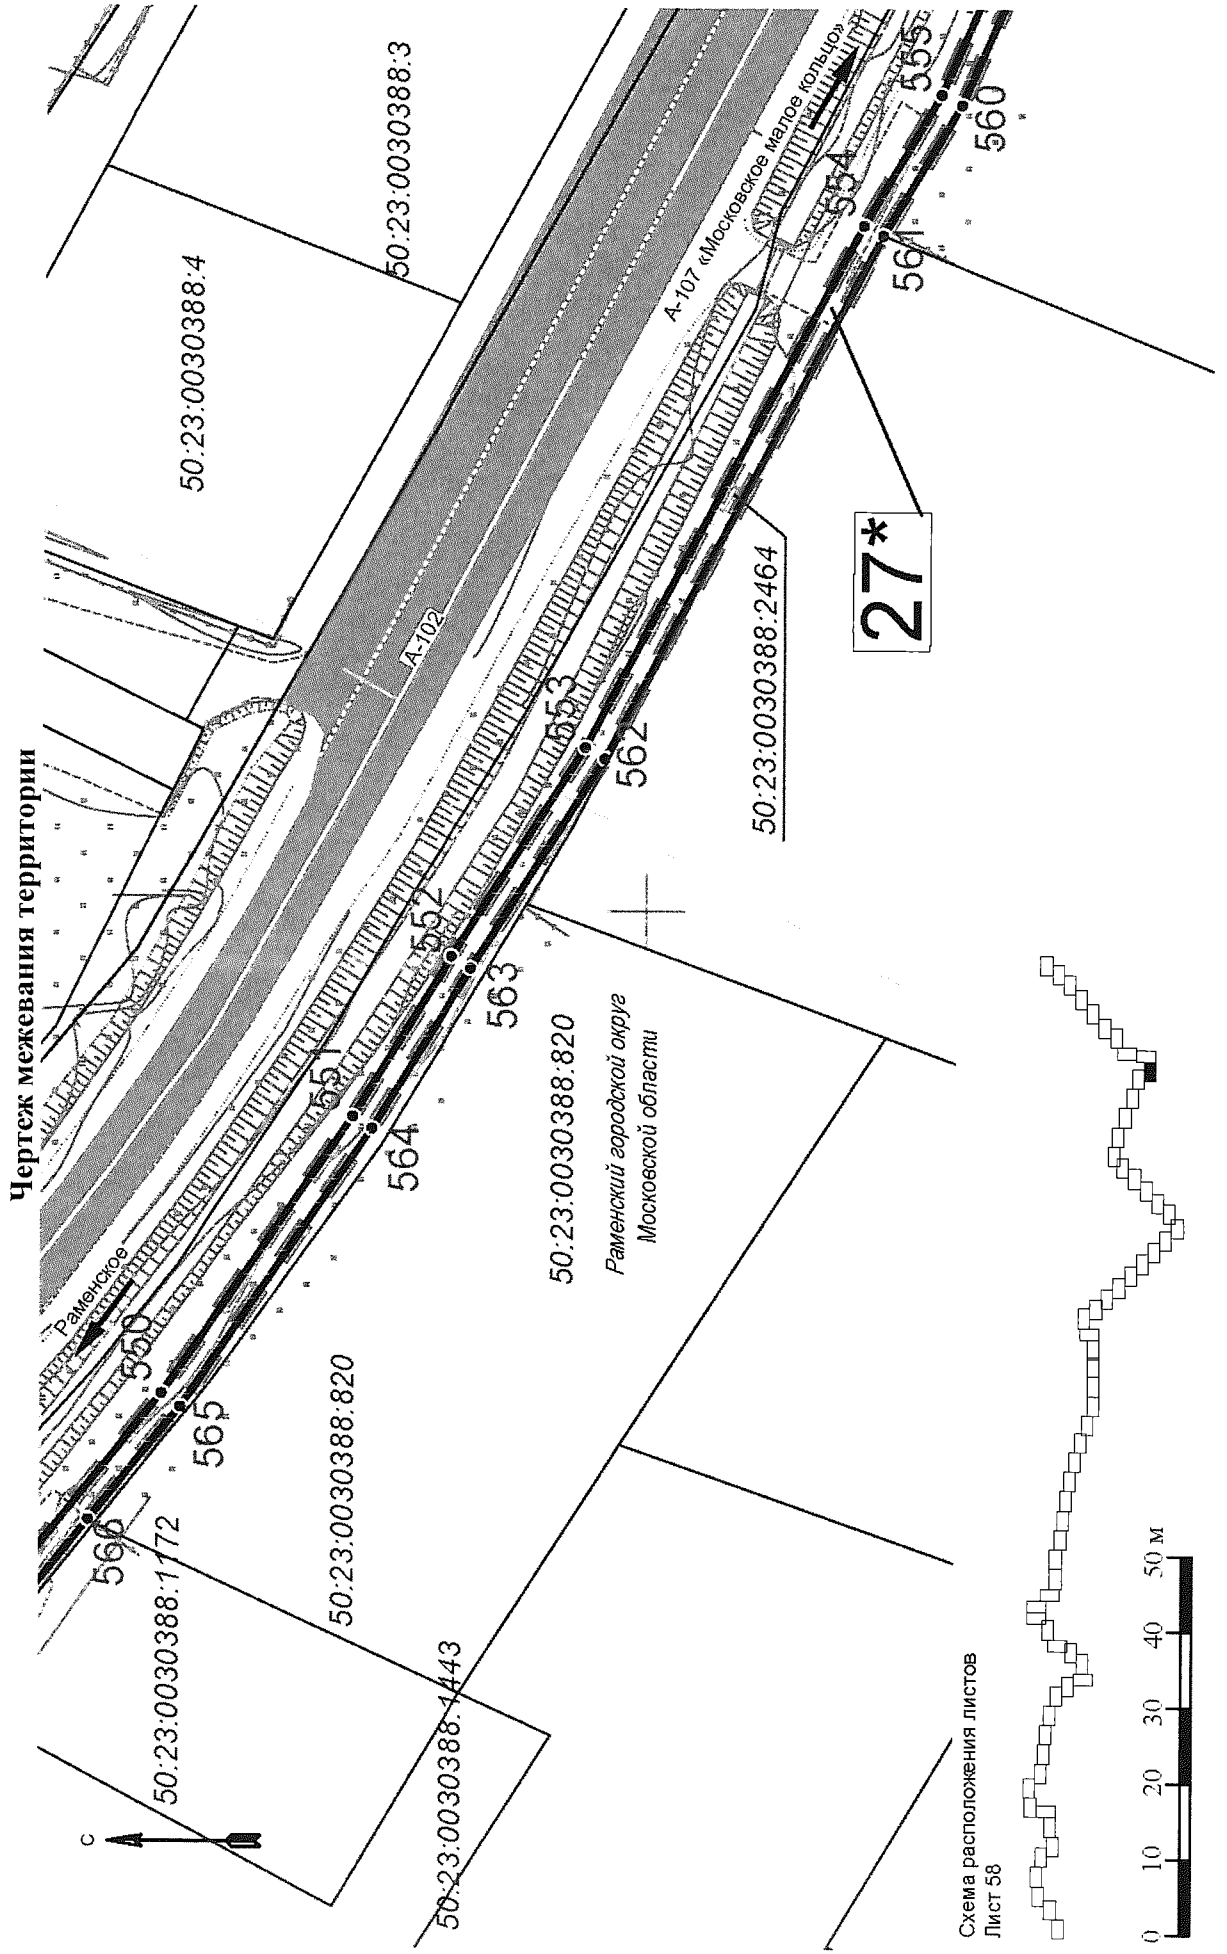 Чертеж межевания территории
С
50:23:0030388:4
50:23:0030388:3
Раменское
А-102
А-107 «Московское малое кольцо»
550
551
552
553
554
555
566
565
564
563
562
561
560
50:23:0030388:1172
50:23:0030388:820
50:23:0030388:1443
50:23:0030388:820
Раменский городской округ
Московской области
50:23:0030388:2464
27*
Схема расположения листов
Лист 58
0 10 20 30 40 50 м